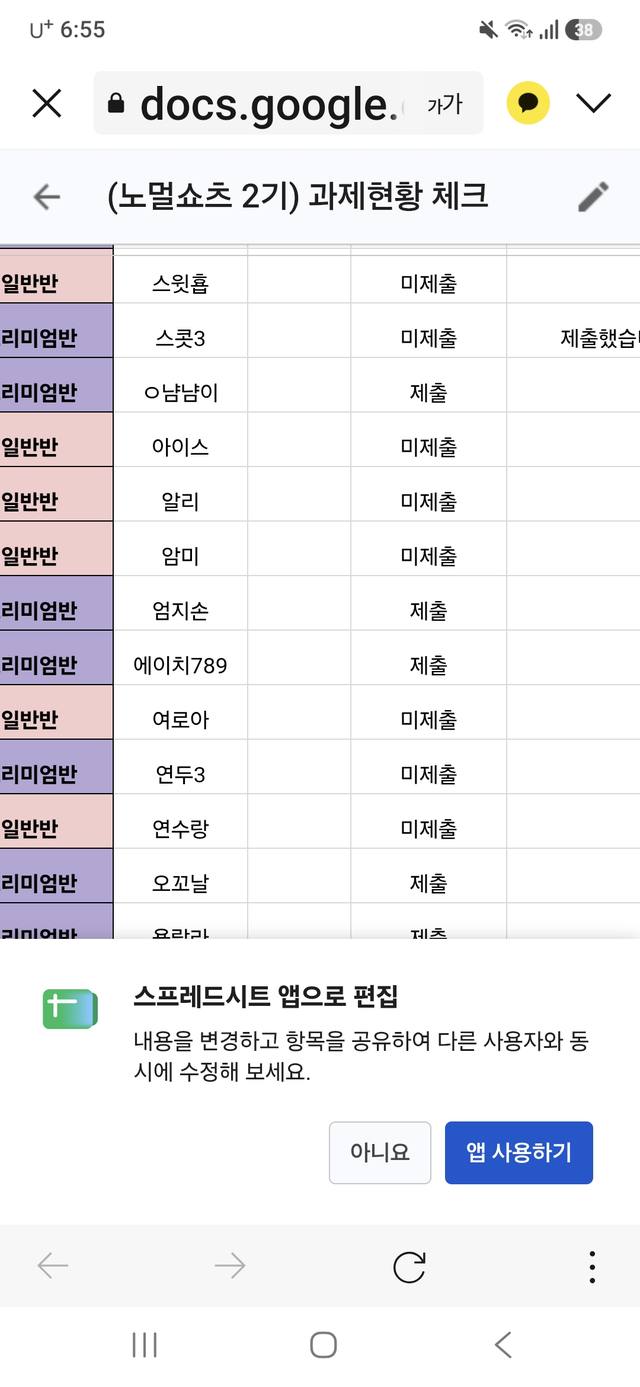 U+ 6:55 38
docs.google. 가가
(노멀쇼츠 2기) 과제현황 체크
일반반 스윗횹 미제출
리미엄반 스콧3 미제출 제출했습
리미엄반 ㅇ냠냠이 제출
일반반 아이스 미제출
일반반 알리 미제출
일반반 암미 미제출
리미엄반 엄지손 제출
리미엄반 에이치789 제출
일반반 여로아 미제출
리미엄반 연두3 미제출
일반반 연수랑 미제출
리미엄반 오꼬날 제출
리미엄반 제출
스프레드시트 앱으로 편집
내용을 변경하고 항목을 공유하여 다른 사용자와 동
시에 수정해 보세요.
아니요 앱 사용하기